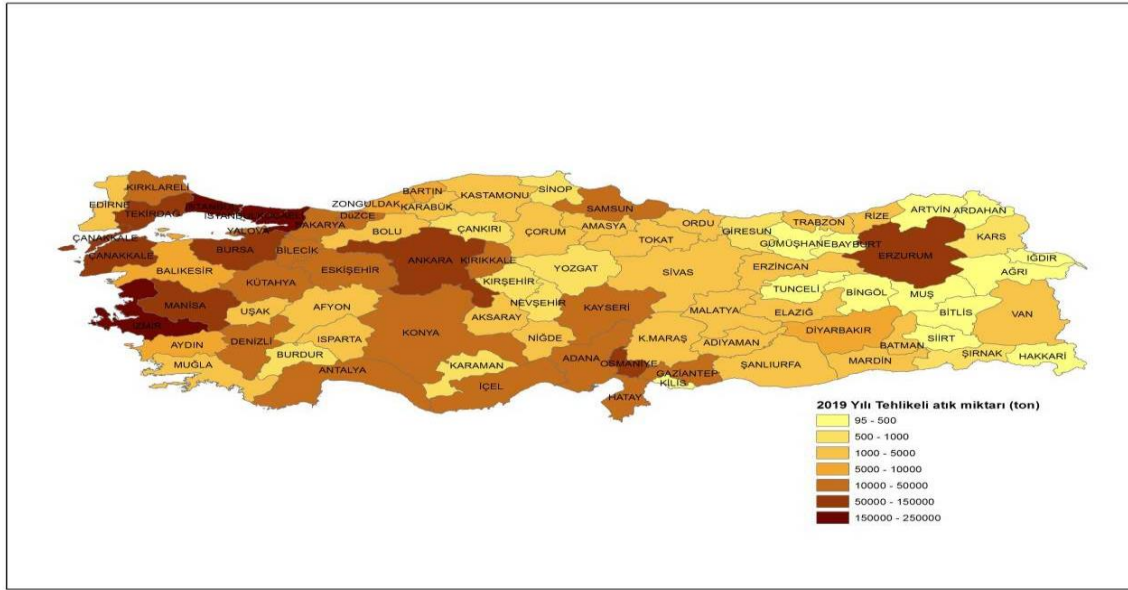 KIRKLARELİ
EDİRNE
TEKİRDAĞ
İSTANBUL
YALOVA
SAKARYA
DÜZCE
ZONGULDAK
BARTIN
KARABÜK
KASTAMONU
SİNOP
SAMSUN
ORDU
GİRESUN
TRABZON
RİZE
ARTVİN
ARDAHAN
KARS
GÜMÜŞHANE
BAYBURT
ERZURUM
IĞDIR
AĞRI
ÇANAKKALE
ÇANAKKALE
BURSA
BİLECİK
BOLU
ÇANKIRI
ÇORUM
AMASYA
TOKAT
BALIKESİR
KÜTAHYA
ESKİŞEHİR
ANKARA
KIRIKKALE
KIRŞEHİR
YOZGAT
SİVAS
ERZİNCAN
TUNCELİ
BİNGÖL
MUŞ
BİTLİS
VAN
MANİSA
UŞAK
AFYON
AKSARAY
NEVŞEHİR
KAYSERİ
MALATYA
ELAZIĞ
DİYARBAKIR
BATMAN
SİİRT
ŞIRNAK
HAKKARİ
AYDIN
DENİZLİ
ISPARTA
KONYA
NİĞDE
K.MARAŞ
ADIYAMAN
MARDİN
MUĞLA
BURDUR
ANTALYA
KARAMAN
İÇEL
ADANA
OSMANİYE
GAZİANTEP
KİLİS
ŞANLIURFA
HATAY
2019 Yılı Tehlikeli atık miktarı (ton)
95 - 500
500 - 1000
1000 - 5000
5000 - 10000
10000 - 50000
50000 - 150000
150000 - 250000